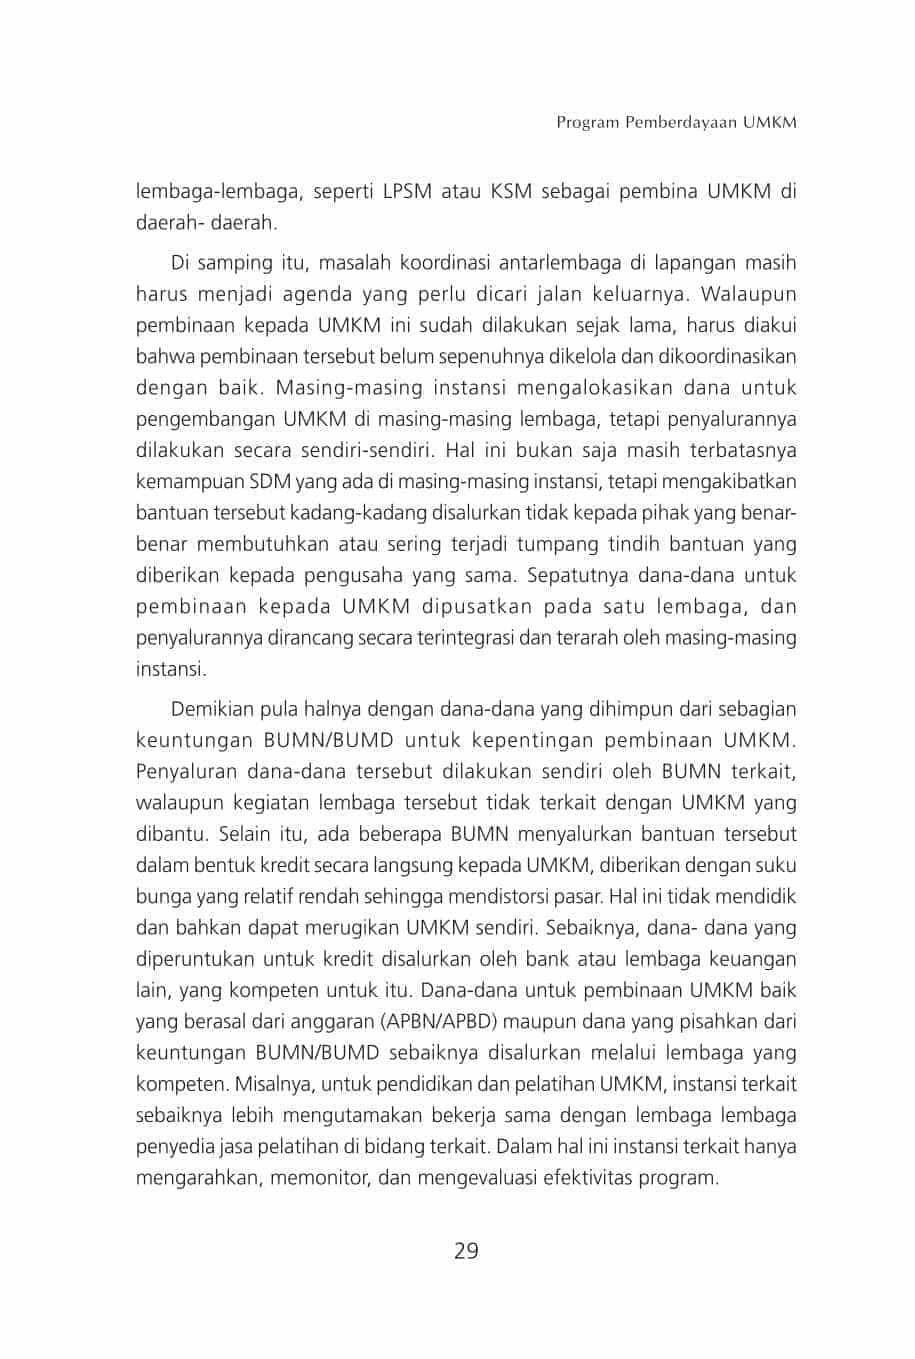 Program Pemberdayaan UMKM
lembaga-lembaga, seperti LPSM atau KSM sebagai pembina UMKM di
daerah- daerah.
Di samping itu, masalah koordinasi antarlembaga di lapangan masih
harus menjadi agenda yang perlu dicari jalan keluarnya. Walaupun
pembinaan kepada UMKM ini sudah dilakukan sejak lama, harus diakui
bahwa pembinaan tersebut belum sepenuhnya dikelola dan dikoordinasikan
dengan baik. Masing-masing instansi mengalokasikan dana untuk
pengembangan UMKM di masing-masing lembaga, tetapi penyalurannya
dilakukan secara sendiri-sendiri. Hal ini bukan saja masih terbatasnya
kemampuan SDM yang ada di masing-masing instansi, tetapi mengakibatkan
bantuan tersebut kadang-kadang disalurkan tidak kepada pihak yang benar-
benar membutuhkan atau sering terjadi tumpang tindih bantuan yang
diberikan kepada pengusaha yang sama. Sepatutnya dana-dana untuk
pembinaan kepada UMKM dipusatkan pada satu lembaga, dan
penyalurannya dirancang secara terintegrasi dan terarah oleh masing-masing
instansi.
Demikian pula halnya dengan dana-dana yang dihimpun dari sebagian
keuntungan BUMN/BUMD untuk kepentingan pembinaan UMKM.
Penyaluran dana-dana tersebut dilakukan sendiri oleh BUMN terkait,
walaupun kegiatan lembaga tersebut tidak terkait dengan UMKM yang
dibantu. Selain itu, ada beberapa BUMN menyalurkan bantuan tersebut
dalam bentuk kredit secara langsung kepada UMKM, diberikan dengan suku
bunga yang relatif rendah sehingga mendistorsi pasar. Hal ini tidak mendidik
dan bahkan dapat merugikan UMKM sendiri. Sebaiknya, dana- dana yang
diperuntukan untuk kredit disalurkan oleh bank atau lembaga keuangan
lain, yang kompeten untuk itu. Dana-dana untuk pembinaan UMKM baik
yang berasal dari anggaran (APBN/APBD) maupun dana yang pisahkan dari
keuntungan BUMN/BUMD sebaiknya disalurkan melalui lembaga yang
kompeten. Misalnya, untuk pendidikan dan pelatihan UMKM, instansi terkait
sebaiknya lebih mengutamakan bekerja sama dengan lembaga lembaga
penyedia jasa pelatihan di bidang terkait. Dalam hal ini instansi terkait hanya
mengarahkan, memonitor, dan mengevaluasi efektivitas program.
29